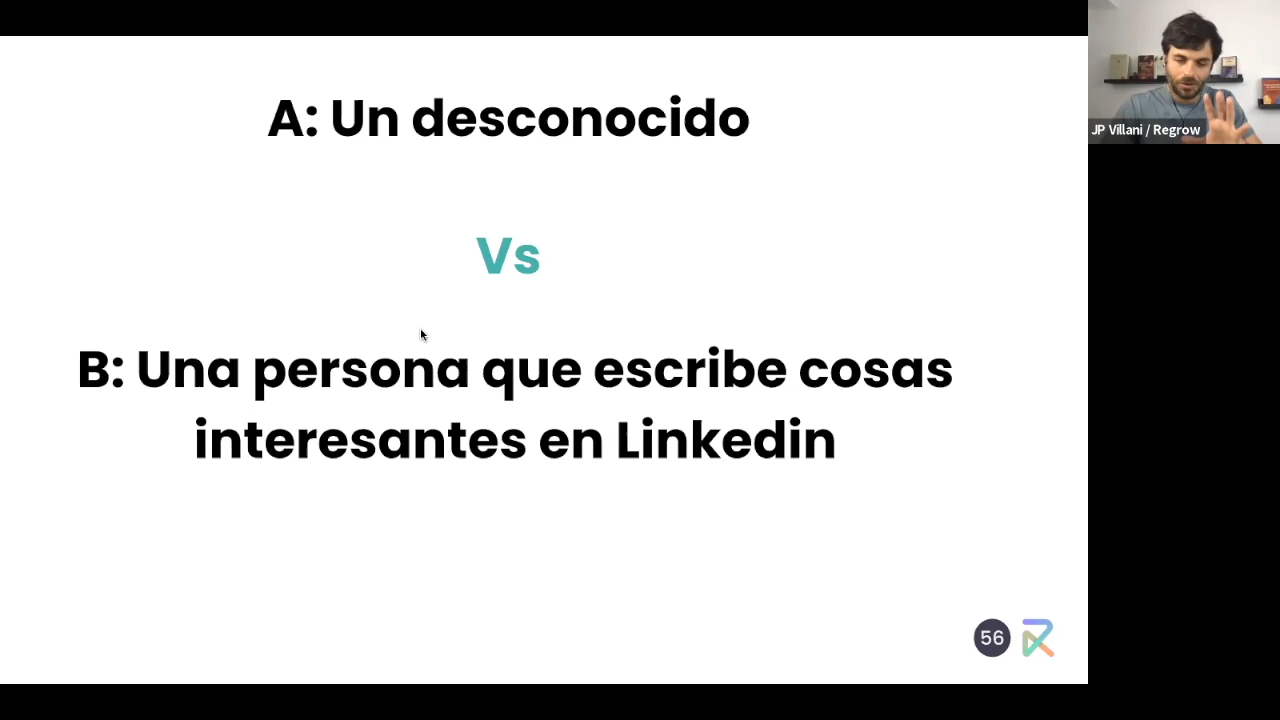 A: Un desconocido
Vs
B: Una persona que escribe cosas
interesantes en Linkedin
56
JP Villani / Regrow